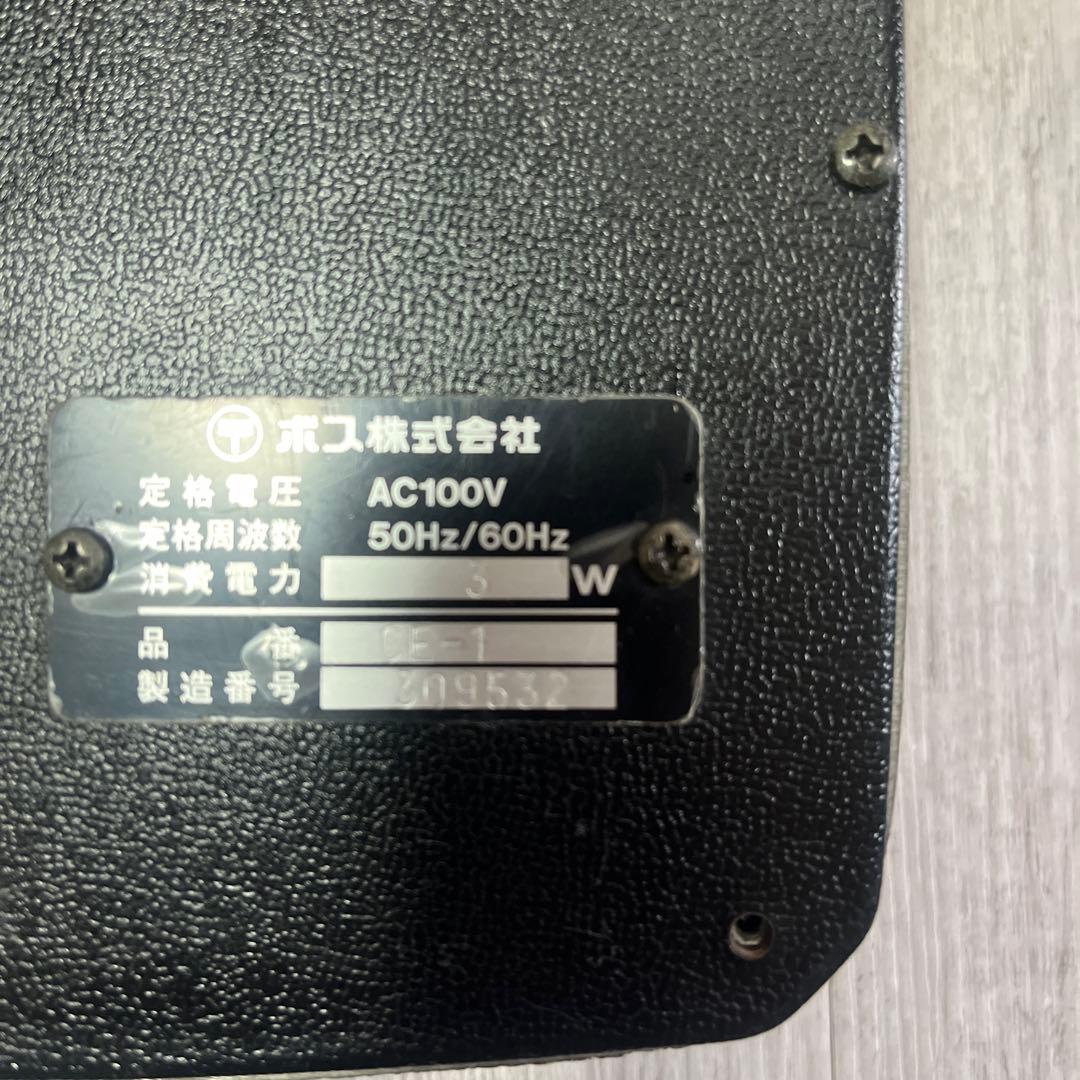 〒 ボス株式会社
定格電圧 AC100V
定格周波数 50Hz/60Hz
消費電力 3 W
品番 CE-1
製造番号 309532